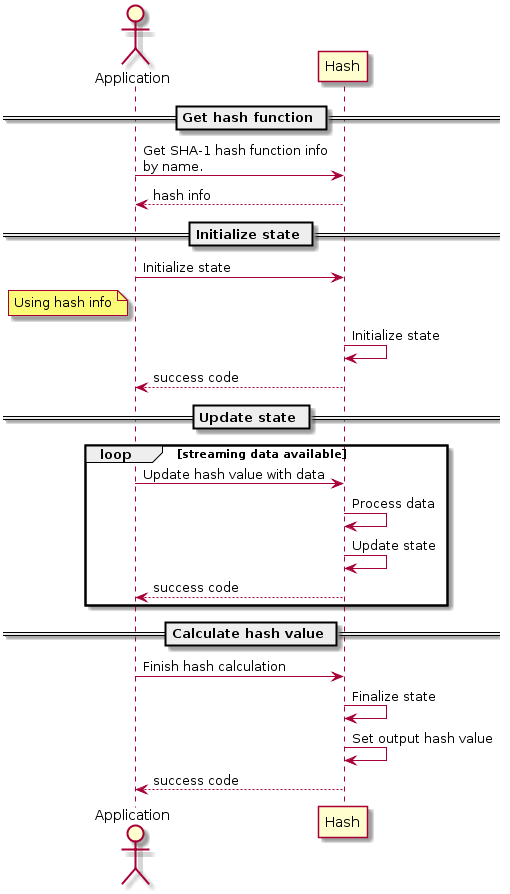 Application
Hash
Get hash function
Get SHA-1 hash function info
by name.
hash info
Initialize state
Initialize state
Using hash info
Initialize state
success code
Update state
loop
[streaming data available]
Update hash value with data
Process data
Update state
success code
Calculate hash value
Finish hash calculation
Finalize state
Set output hash value
success code
Application
Hash